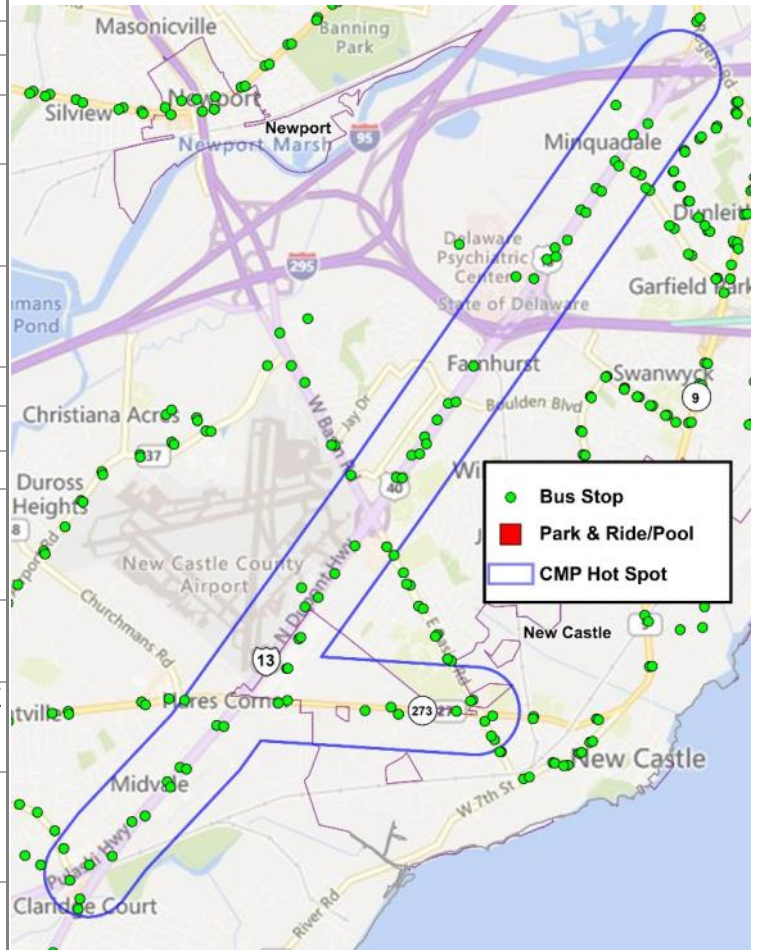 Masonicville
Banning
Park
Rogers Rd
Silview
Newport
Newport
Newport Marsh
95
Minquadale
Dunleith
Delaware
Psychiatric
Center
295
State of Delaware
Garfield Park
Pond
Farnhurst
Swanwyck
9
Boulden Blvd
Jay Dr
W Basin R
Christiana Acres
37
Duross
Heights
40
Bus Stop
Park & Ride/Pool
CMP Hot Spot
New Castle County
Airport
Churchmans Rd
N Dupont Hwy
E Basin Rd
New Castle
13
Hares Corner
273
New Castle
Midvale
W 7th St
Pulaski Hwy
Claridge Court
River Rd